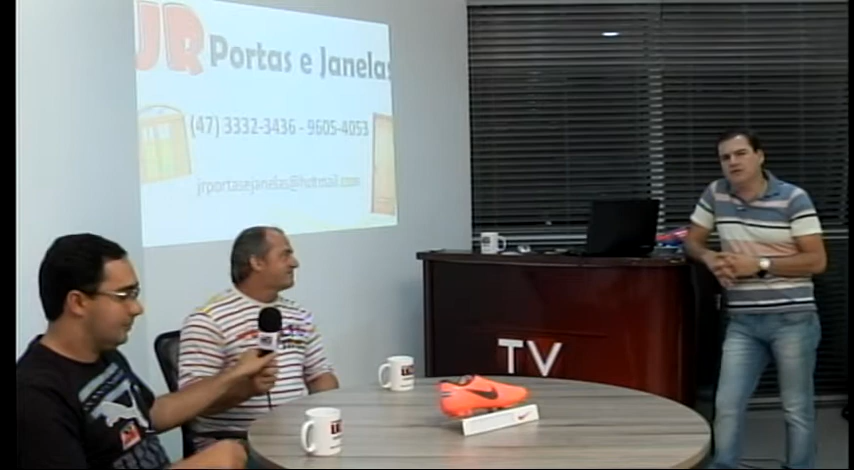 JR Portas e Janelas
(47) 3332-3436 - 9605-4053
jrportasejanelas@hotmail.com
TV